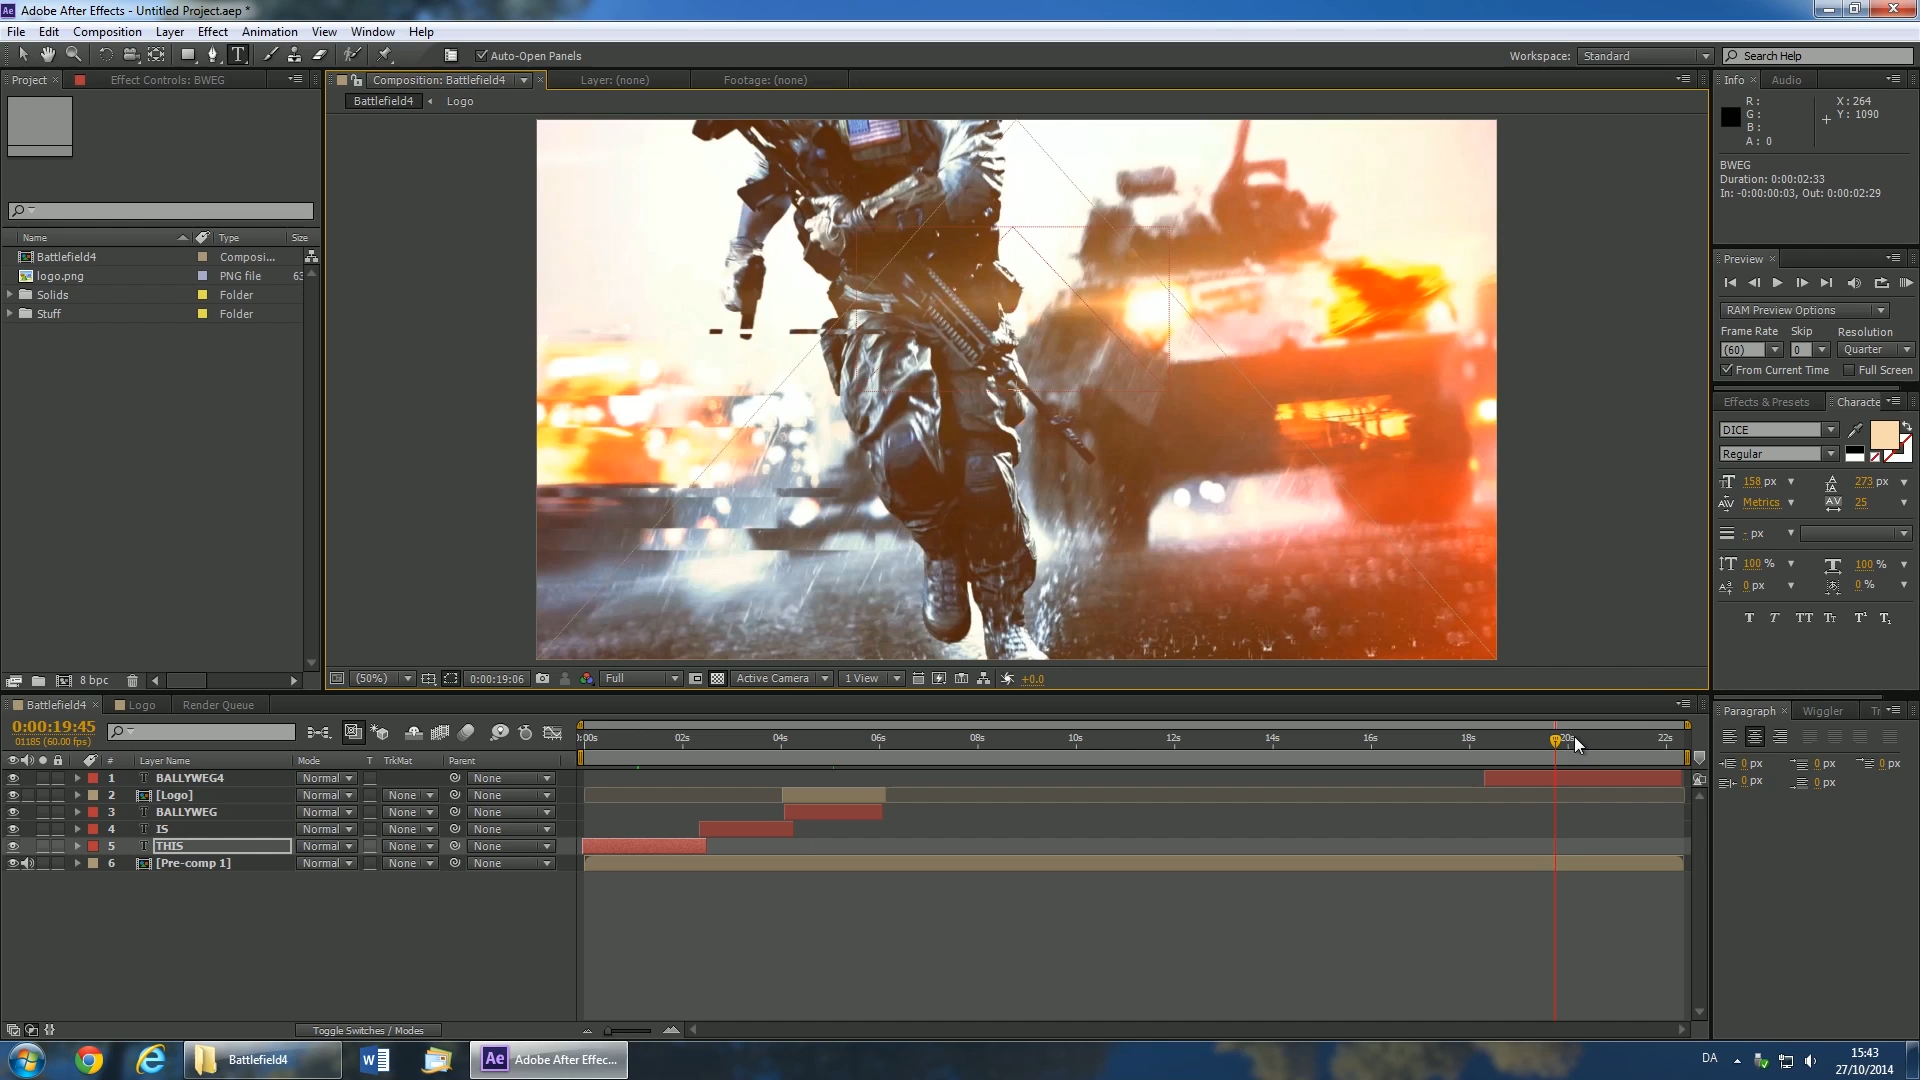 Adobe After Effects - Untitled Project.aep *
File Edit Composition Layer Effect Animation View Window Help
Auto-Open Panels
Workspace: Standard
Search Help
Project
Effect Controls: BWEG
Composition: Battlefield4
Layer: (none)
Footage: (none)
Info Audio
Battlefield4
Logo
R:
G:
B:
A: 0
X: 264
Y: 1090
BWEG
Duration: 0:00:02:33
In: -0:00:00:03, Out: 0:00:02:29
Name Type Size
Battlefield4 Composi...
logo.png PNG file 63
Solids Folder
Stuff Folder
Preview
RAM Preview Options
Frame Rate Skip Resolution
(60) 0 Quarter
From Current Time Full Screen
Effects & Presets Characte
DICE
Regular
158 px 273 px
Metrics 25
- px
100 % 100 %
0 px 0 %
T T TT Tr T¹ T,
8 bpc
(50%) 0:00:19:06 Full Active Camera 1 View +0.0
Battlefield4 Logo Render Queue
0:00:19:45
01185 (60.00 fps)
:00s 02s 04s 06s 08s 10s 12s 14s 16s 18s 20s 22s
# Layer Name Mode T TrkMat Parent
1 T BALLYWEG4 Normal None
2 [Logo] Normal None None
3 T BALLYWEG Normal None None
4 T IS Normal None None
5 T THIS Normal None None
6 [Pre-comp 1] Normal None None
Toggle Switches / Modes
Paragraph Wiggler Tr
0 px 0 px 0 px
0 px 0 px
Battlefield4
Adobe After Effec...
DA
15:43
27/10/2014